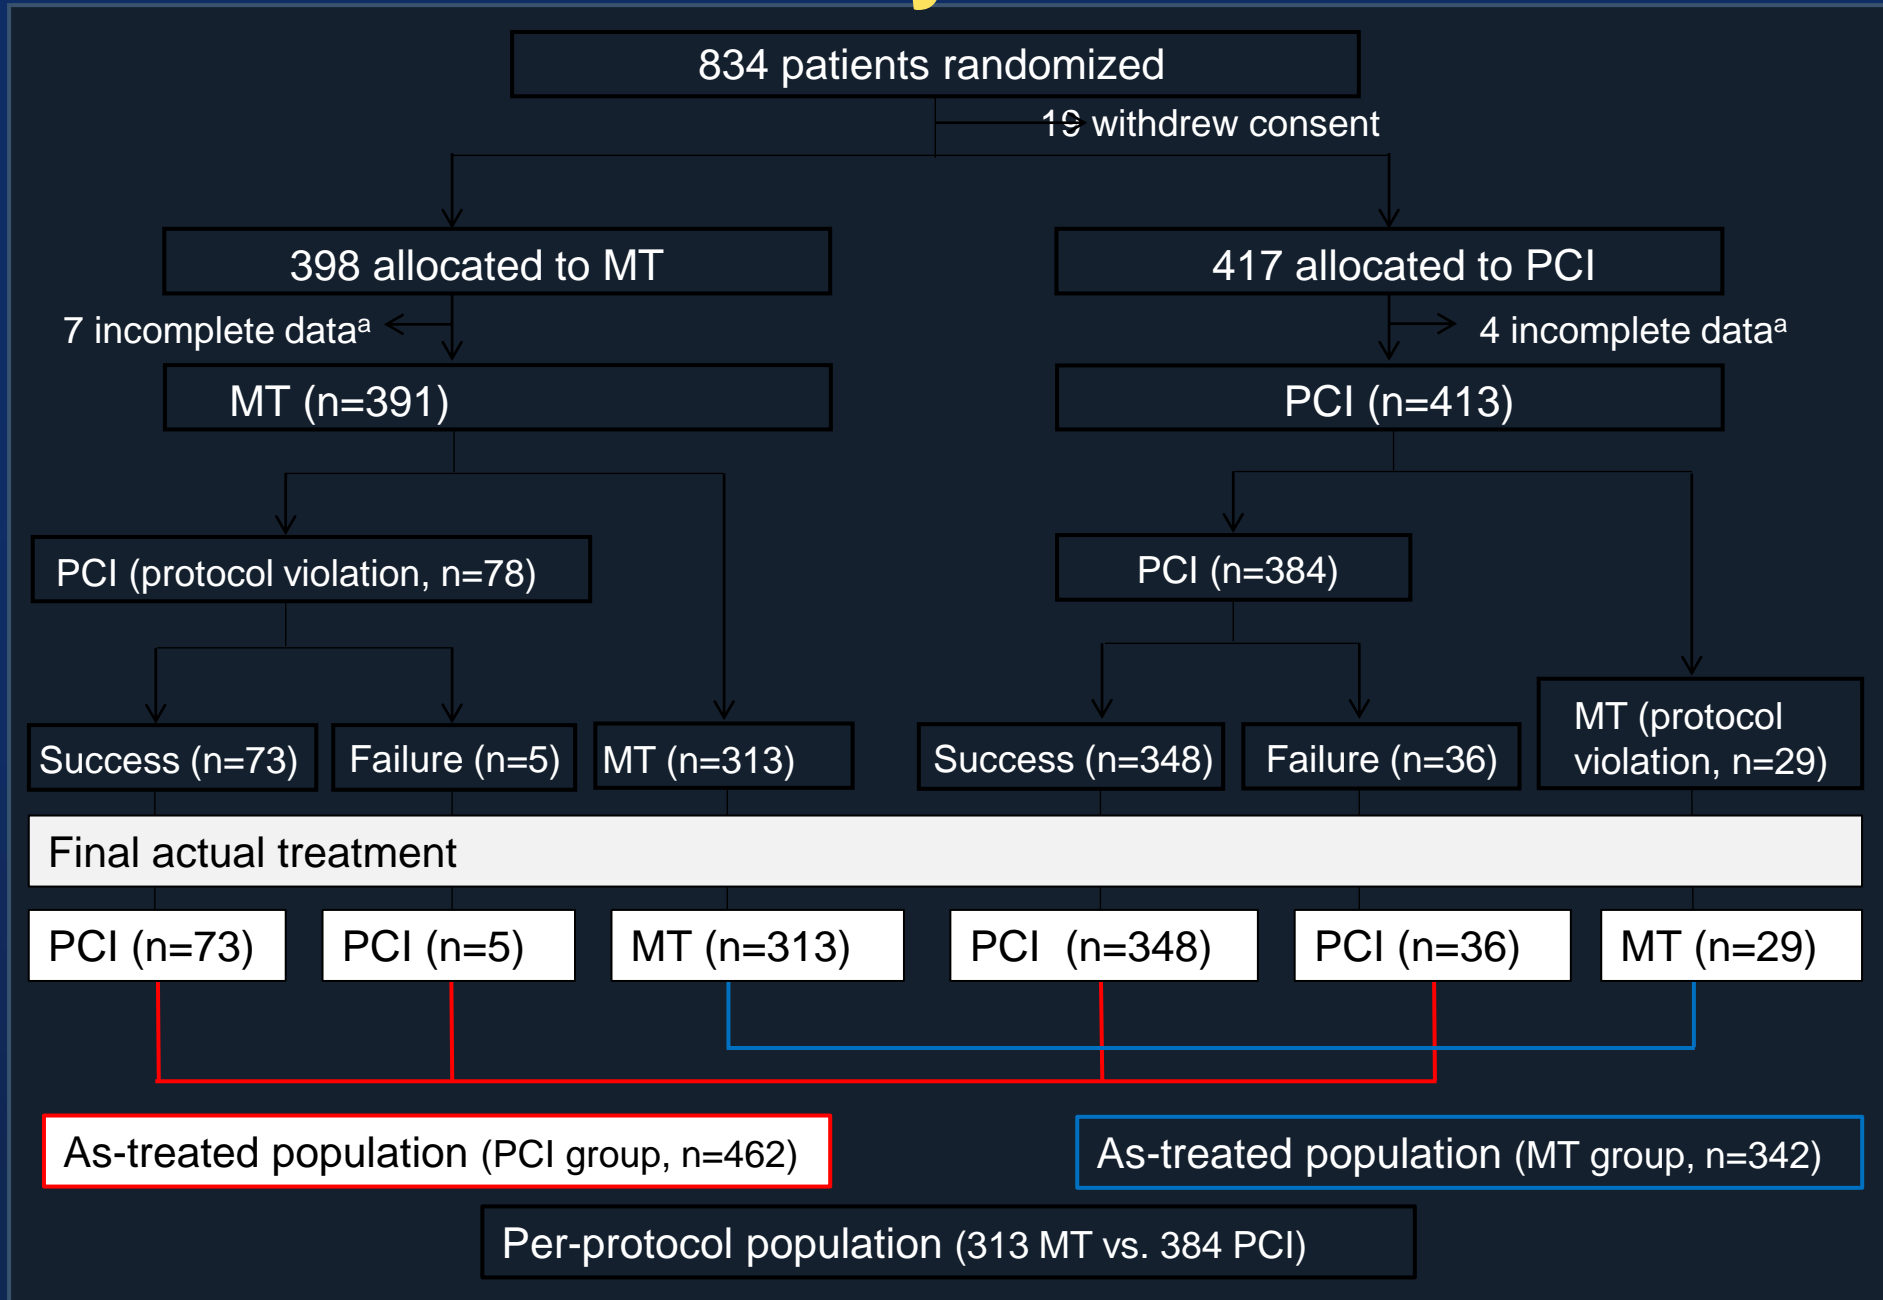 834 patients randomized
19 withdrew consent
398 allocated to MT
417 allocated to PCI
7 incomplete dataᵃ
4 incomplete dataᵃ
MT (n=391)
PCI (n=413)
PCI (protocol violation, n=78)
PCI (n=384)
Success (n=73)
Failure (n=5)
MT (n=313)
Success (n=348)
Failure (n=36)
MT (protocol
violation, n=29)
Final actual treatment
PCI (n=73)
PCI (n=5)
MT (n=313)
PCI (n=348)
PCI (n=36)
MT (n=29)
As-treated population (PCI group, n=462)
As-treated population (MT group, n=342)
Per-protocol population (313 MT vs. 384 PCI)